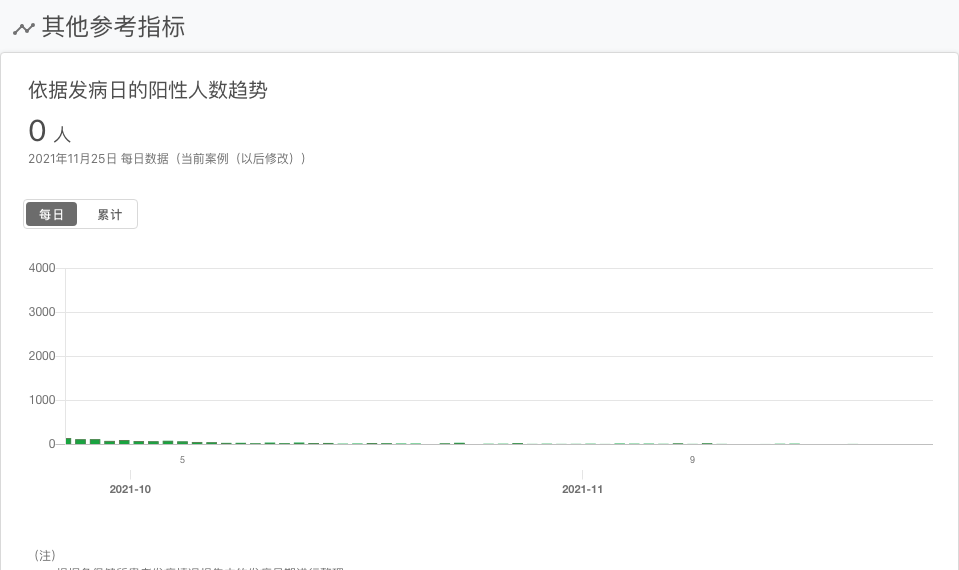 其他参考指标
依据发病日的阳性人数趋势
0 人
2021年11月25日 每日数据（当前案例（以后修改））
每日 累计
4000
3000
2000
1000
0
5 9
2021-10 2021-11
（注）